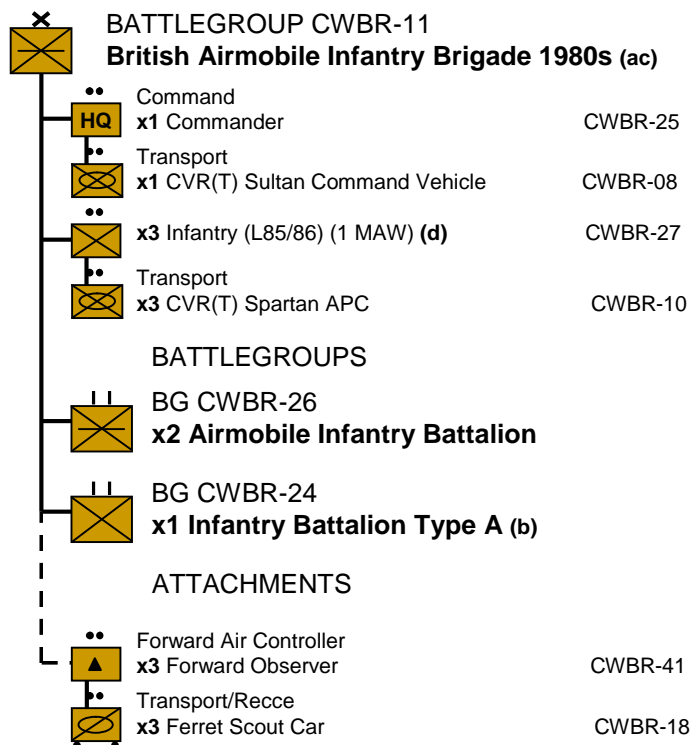 BATTLEGROUP CWBR-11
British Airmobile Infantry Brigade 1980s (ac)
Command
HQ x1 Commander CWBR-25
Transport
x1 CVR(T) Sultan Command Vehicle CWBR-08
x3 Infantry (L85/86) (1 MAW) (d) CWBR-27
Transport
x3 CVR(T) Spartan APC CWBR-10
BATTLEGROUPS
BG CWBR-26
x2 Airmobile Infantry Battalion
BG CWBR-24
x1 Infantry Battalion Type A (b)
ATTACHMENTS
Forward Air Controller
x3 Forward Observer CWBR-41
Transport/Recce
x3 Ferret Scout Car CWBR-18